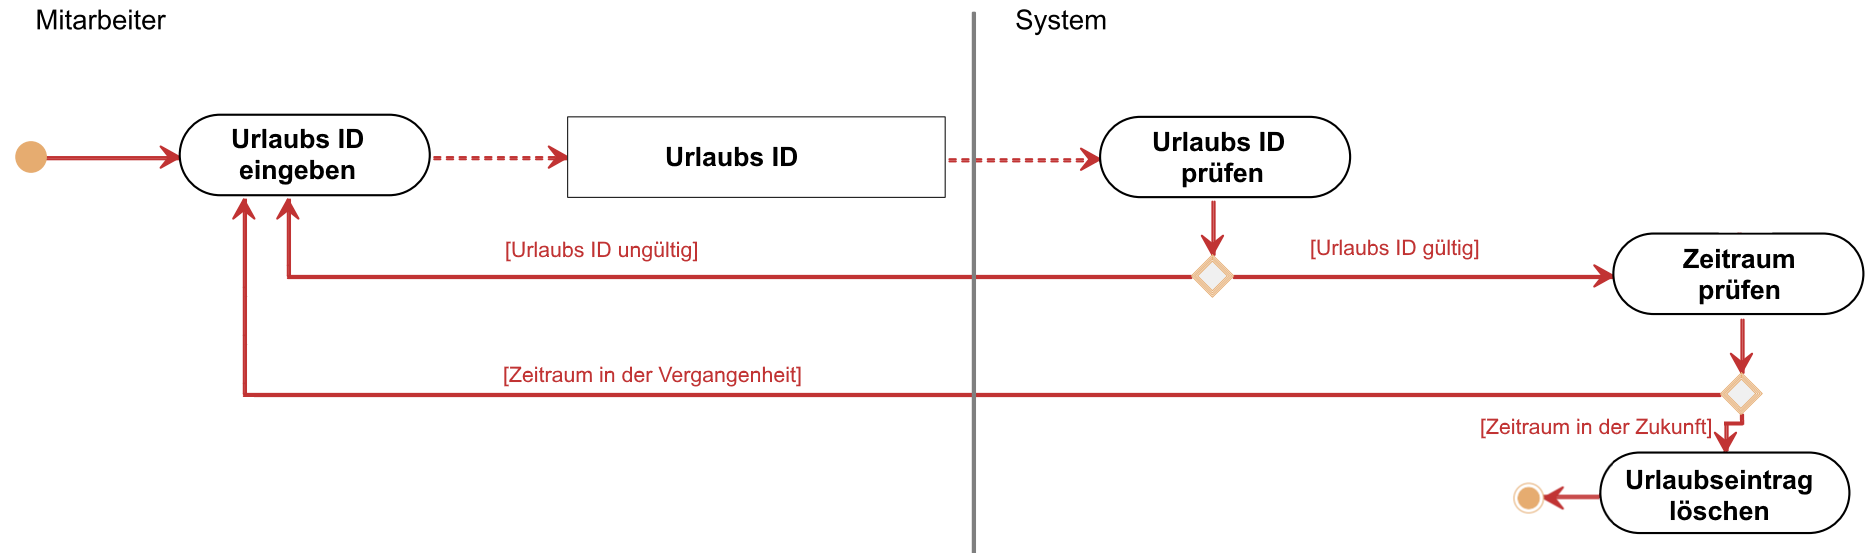 Mitarbeiter
System
Urlaubs ID
eingeben
Urlaubs ID
Urlaubs ID
prüfen
[Urlaubs ID ungültig]
[Urlaubs ID gültig]
Zeitraum
prüfen
[Zeitraum in der Vergangenheit]
[Zeitraum in der Zukunft]
Urlaubseintrag
löschen